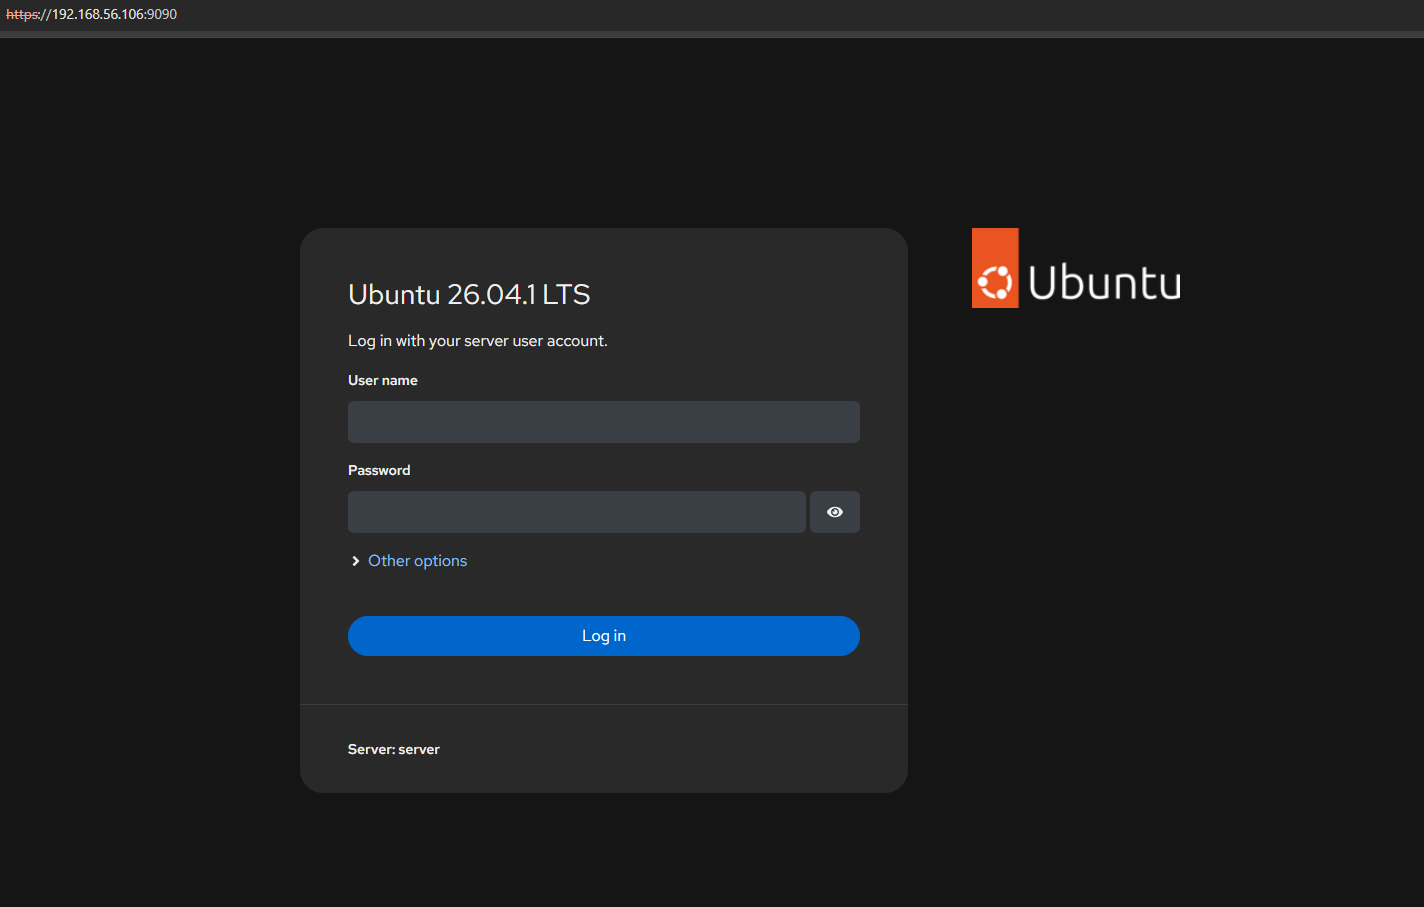 https://192.168.56.106:9090
Ubuntu 26.04.1 LTS
Log in with your server user account.
User name
Password
Other options
Log in
Server: server
Ubuntu